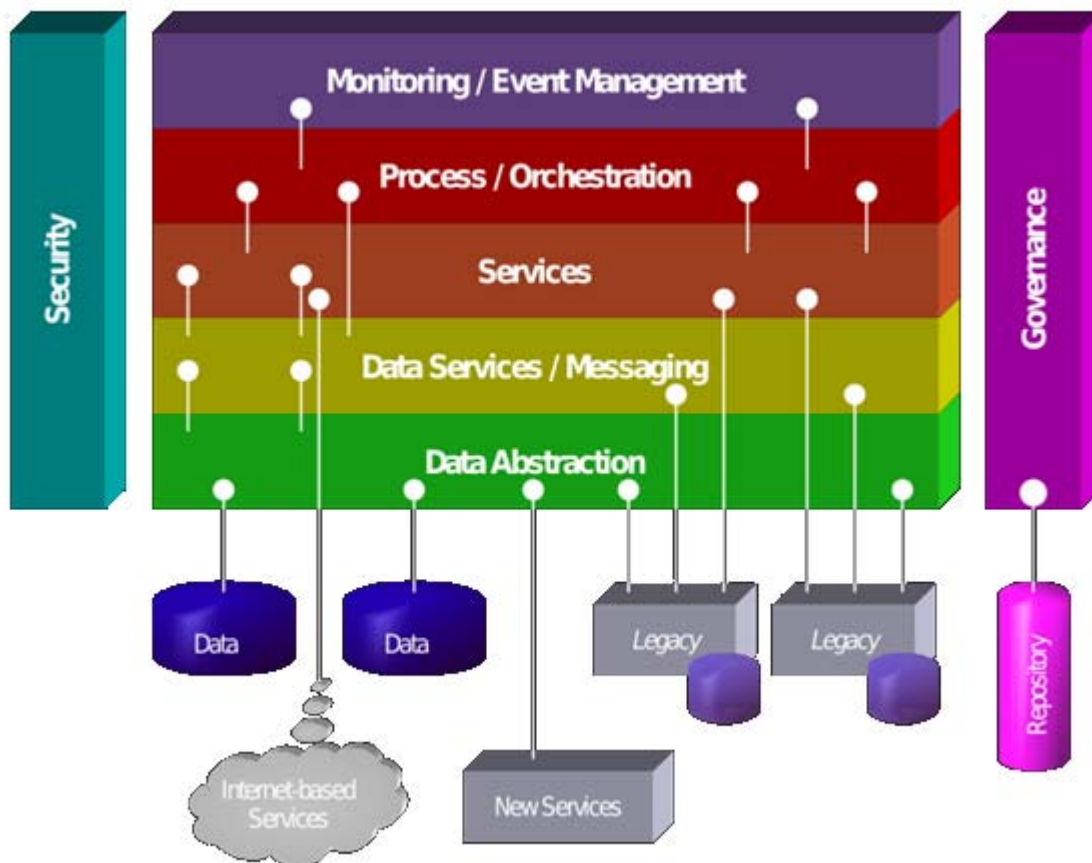 Security
Monitoring / Event Management
Process / Orchestration
Services
Data Services / Messaging
Data Abstraction
Governance
Data
Data
Legacy
Legacy
Repository
Internet-based
Services
New Services